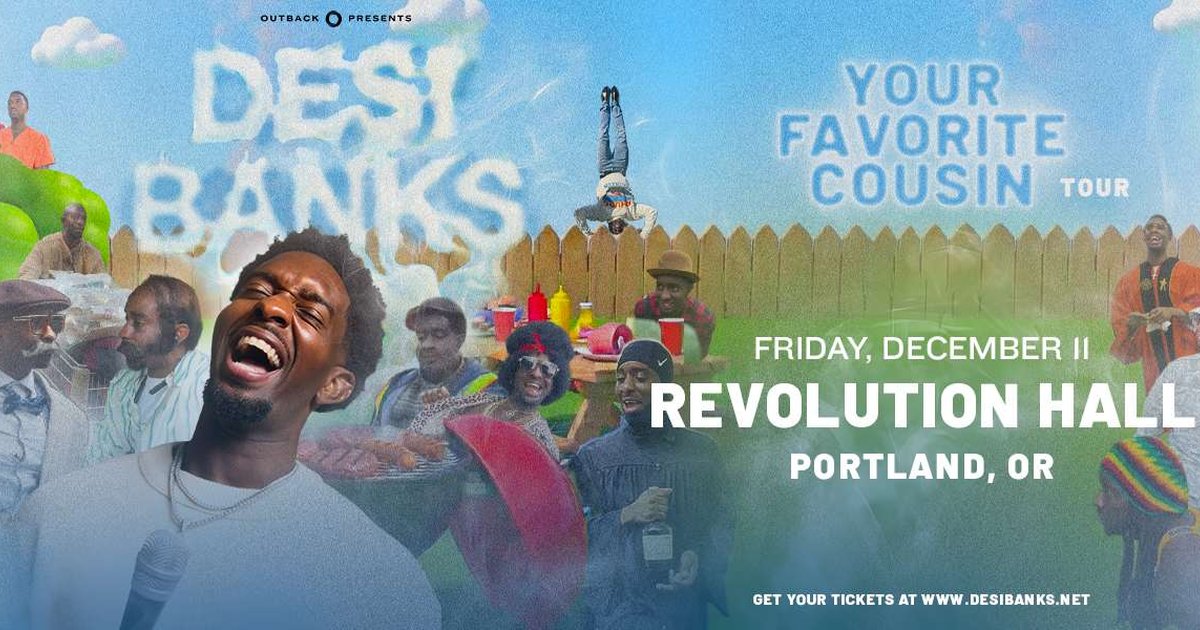 OUTBACK PRESENTS
DESI
BANKS
YOUR
FAVORITE
COUSIN TOUR
FRIDAY, DECEMBER 11
REVOLUTION HALL
PORTLAND, OR
GET YOUR TICKETS AT WWW.DESIBANKS.NET